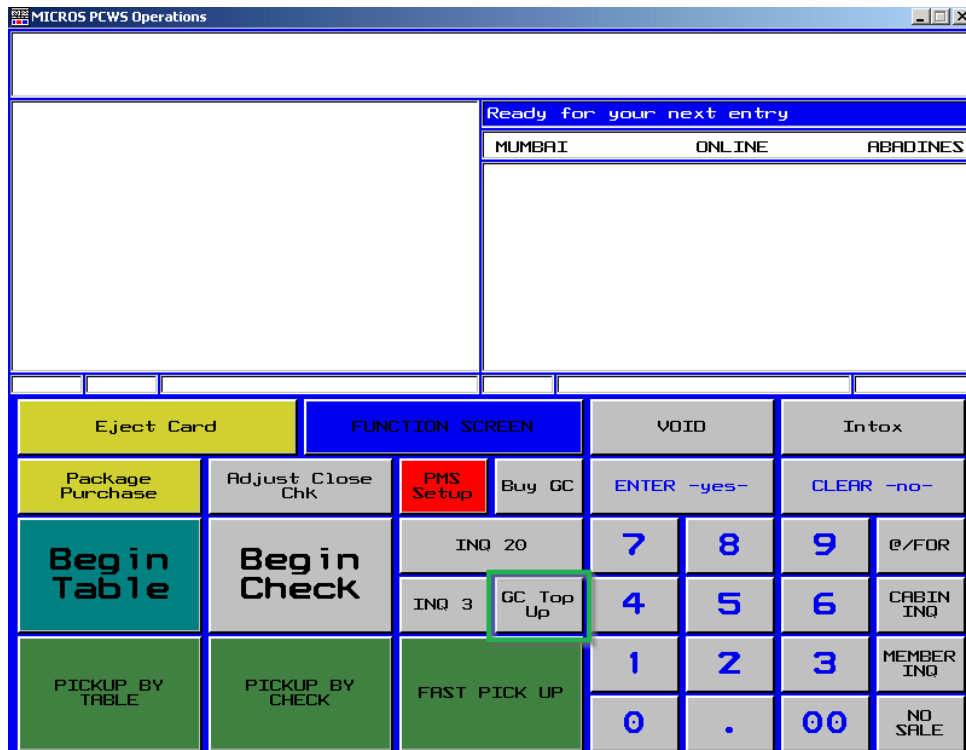 MICROS PCWS Operations
Ready for your next entry
MUMBAI ONLINE ABADINES
Eject Card
FUNCTION SCREEN
VOID
Intox
Package
Purchase
Adjust Close
Chk
PMS
Setup
Buy GC
ENTER -yes-
CLEAR -no-
Begin
Table
Begin
Check
INQ 20
7
8
9
@/FOR
INQ 3
GC Top
Up
4
5
6
CABIN
INQ
PICKUP BY
TABLE
PICKUP BY
CHECK
FAST PICK UP
1
2
3
MEMBER
INQ
0
.
00
NO
SALE